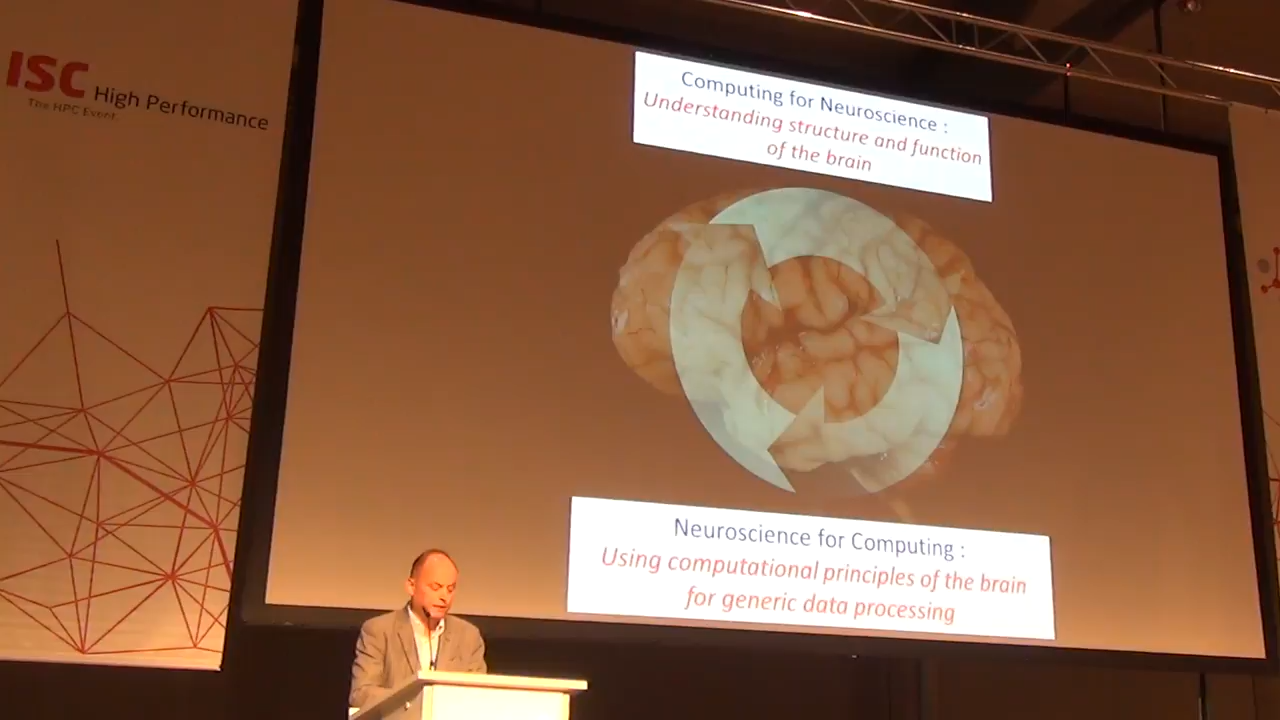 ISC High Performance
The HPC Event
Computing for Neuroscience :
Understanding structure and function
of the brain
Neuroscience for Computing :
Using computational principles of the brain
for generic data processing